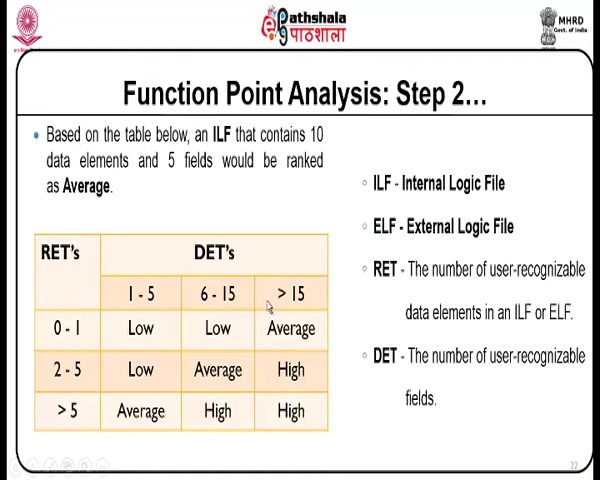 ePathshala
पाठशाला
MHRD
Govt. of India
Function Point Analysis: Step 2…
• Based on the table below, an ILF that contains 10
data elements and 5 fields would be ranked
as Average.
RET's DET's
1 - 5 6 - 15 > 15
0 - 1 Low Low Average
2 - 5 Low Average High
> 5 Average High High
ILF - Internal Logic File
ELF - External Logic File
RET - The number of user-recognizable
data elements in an ILF or ELF.
DET - The number of user-recognizable
fields.
22